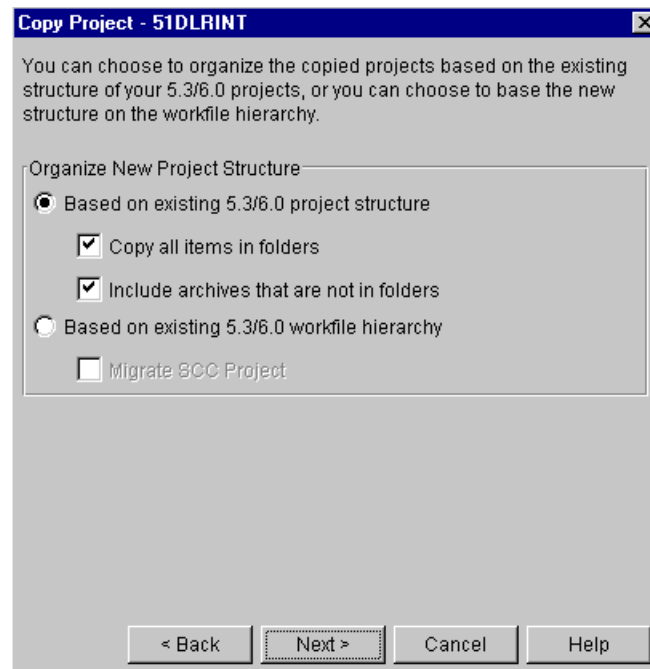 Copy Project - 51DLRINT
You can choose to organize the copied projects based on the existing
structure of your 5.3/6.0 projects, or you can choose to base the new
structure on the workfile hierarchy.
Organize New Project Structure
Based on existing 5.3/6.0 project structure
Copy all items in folders
Include archives that are not in folders
Based on existing 5.3/6.0 workfile hierarchy
Migrate SCC Project
< Back Next > Cancel Help